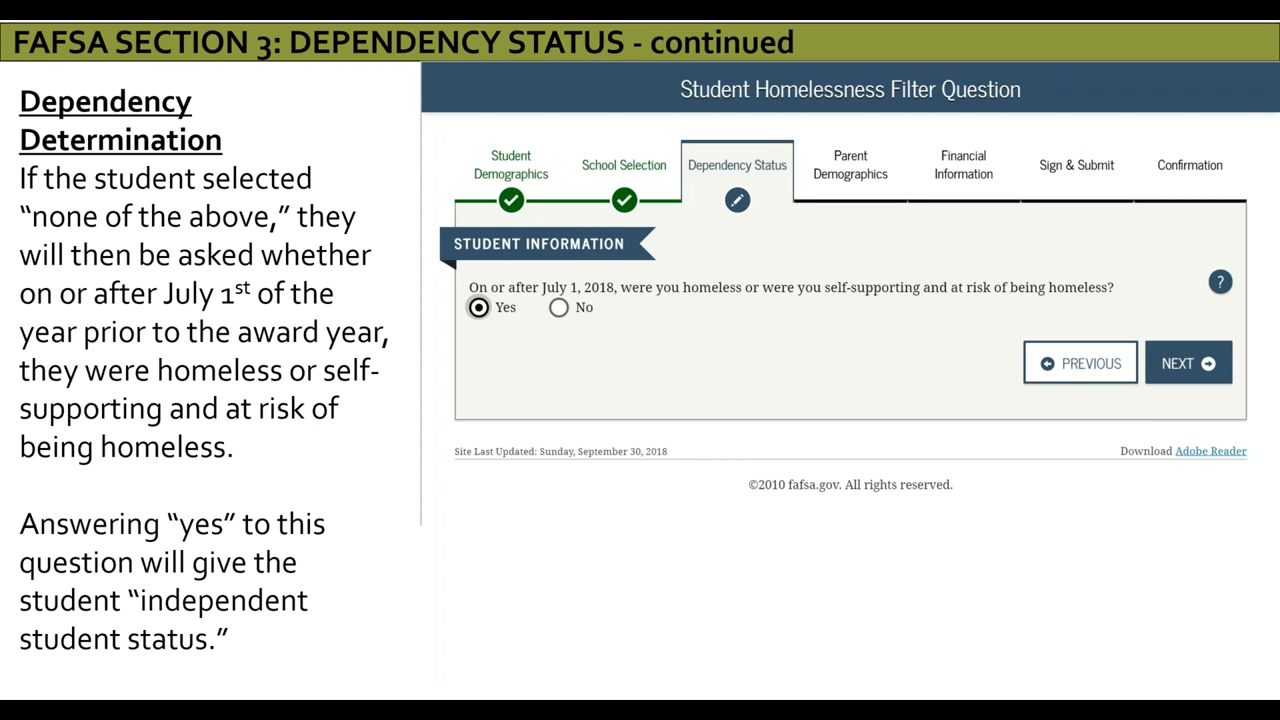 FAFSA SECTION 3: DEPENDENCY STATUS - continued
Dependency
Determination
If the student selected
“none of the above,” they
will then be asked whether
on or after July 1st of the
year prior to the award year,
they were homeless or self-
supporting and at risk of
being homeless.
Answering “yes” to this
question will give the
student “independent
student status.”
Student Homelessness Filter Question
Student
Demographics
School Selection
Dependency Status
Parent
Demographics
Financial
Information
Sign & Submit
Confirmation
STUDENT INFORMATION
On or after July 1, 2018, were you homeless or were you self-supporting and at risk of being homeless?
?
Yes No
PREVIOUS NEXT
Site Last Updated: Sunday, September 30, 2018
Download Adobe Reader
©2010 fafsa.gov. All rights reserved.